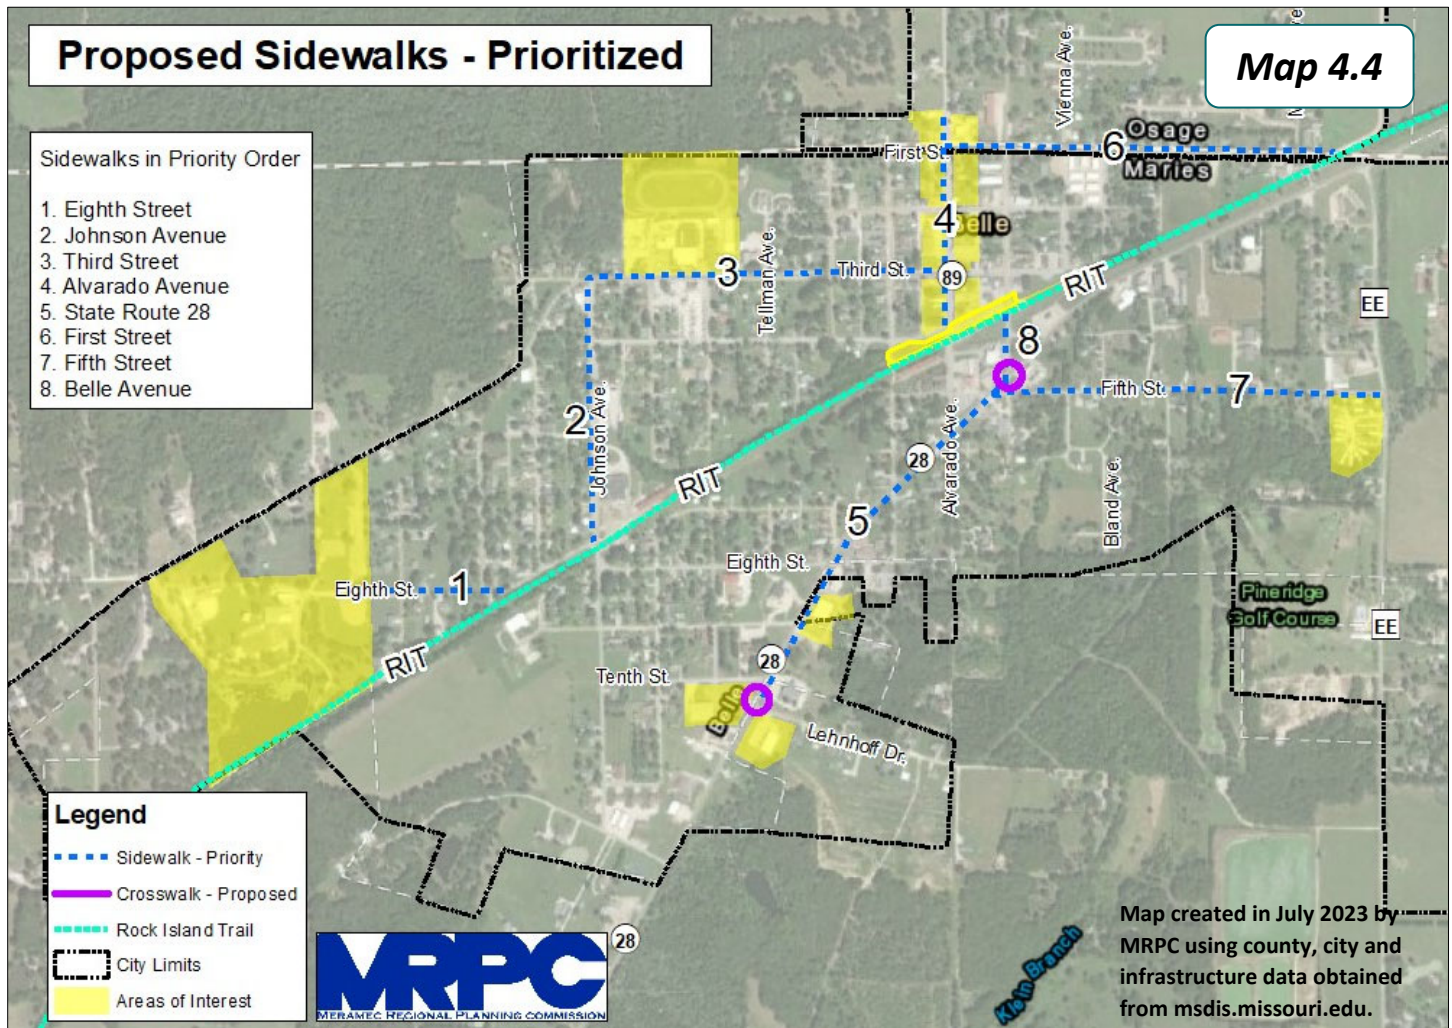 Proposed Sidewalks - Prioritized
Map 4.4
Sidewalks in Priority Order
1. Eighth Street
2. Johnson Avenue
3. Third Street
4. Alvarado Avenue
5. State Route 28
6. First Street
7. Fifth Street
8. Belle Avenue
Vienna Ave.
Osage
6
First St.
Maries
4
Belle
Tellman Ave.
3
Third St.
89
RIT
EE
8
2
Johnson Ave.
Fifth St.
7
Alvarado Ave.
28
RIT
Bland Ave.
5
Eighth St.
Eighth St.
1
Pineridge
Golf Course
EE
RIT
28
Tenth St.
Belle
Lehnhoff Dr.
Legend
Sidewalk - Priority
Crosswalk - Proposed
Rock Island Trail
City Limits
Areas of Interest
MRPC
MERAMEC REGIONAL PLANNING COMMISSION
28
Klein Branch
Map created in July 2023 by
MRPC using county, city and
infrastructure data obtained
from msdis.missouri.edu.